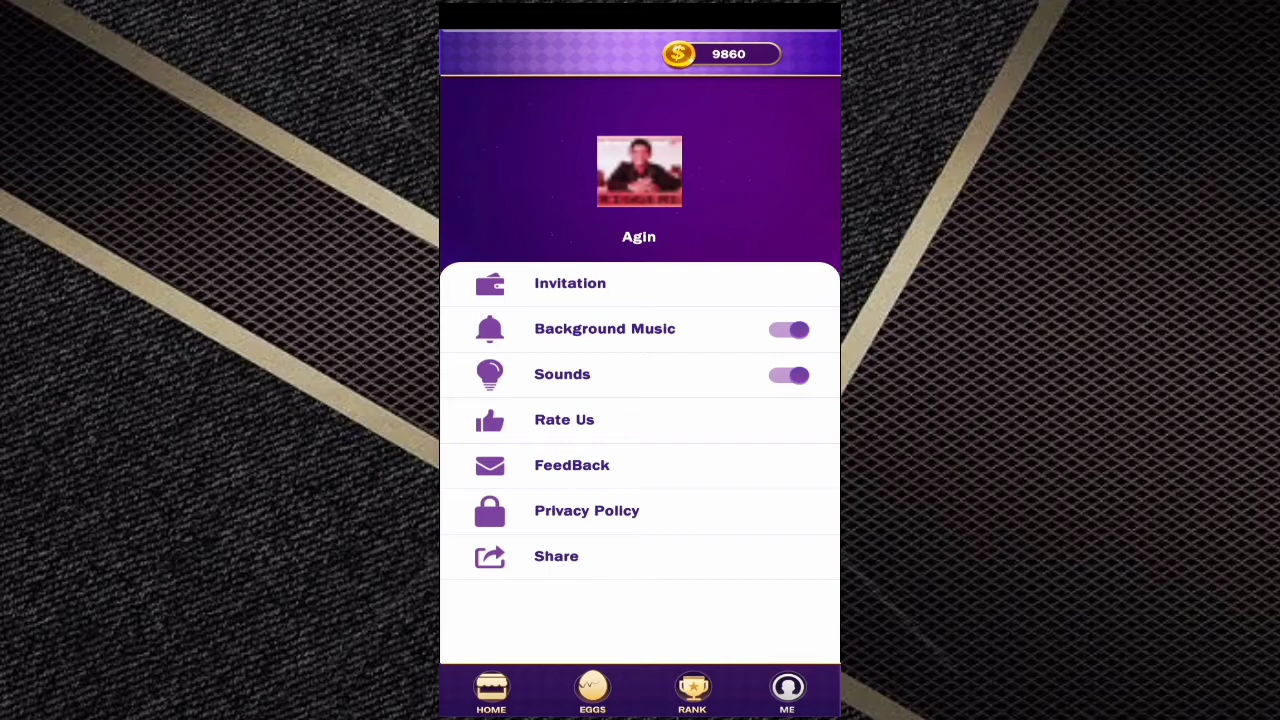 9860
Agin
Invitation
Background Music
Sounds
Rate Us
FeedBack
Privacy Policy
Share
HOME
EGGS
RANK
ME